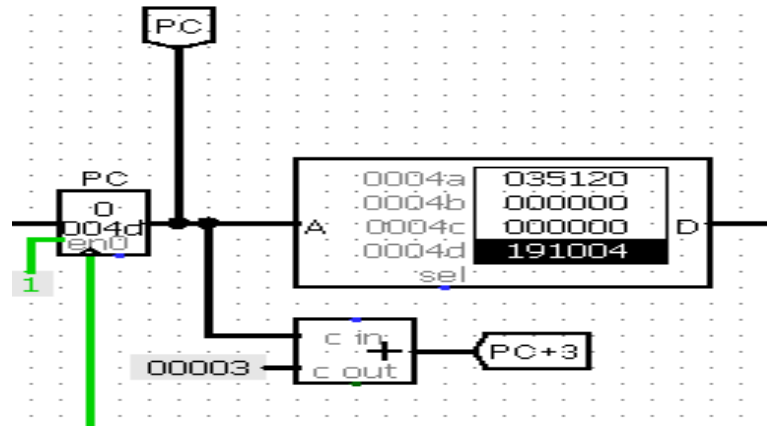 PC
PC
0
004d
en0
1
A
0004a 035120
0004b 000000
0004c 000000
0004d 191004
sel
D
c in
+
c out
00003
PC+3